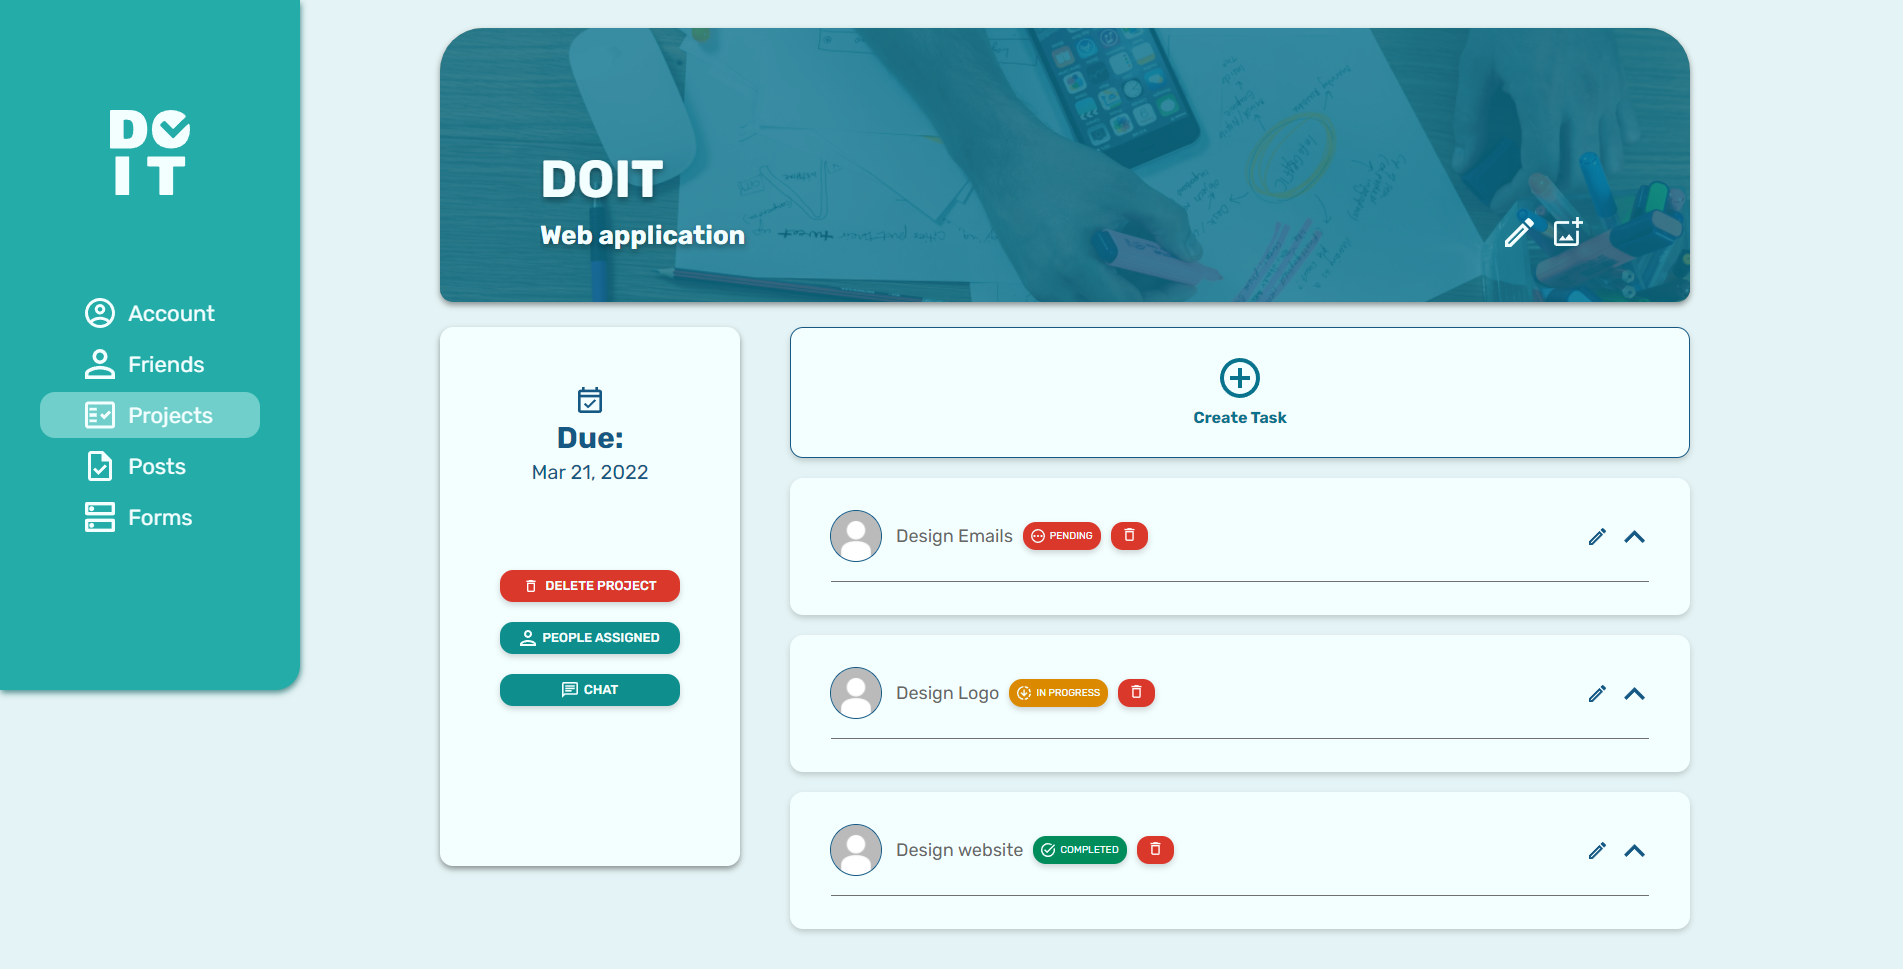 DO
IT
Account
Friends
Projects
Posts
Forms
DOIT
Web application
Due:
Mar 21, 2022
DELETE PROJECT
PEOPLE ASSIGNED
CHAT
Create Task
Design Emails PENDING
Design Logo IN PROGRESS
Design website COMPLETED